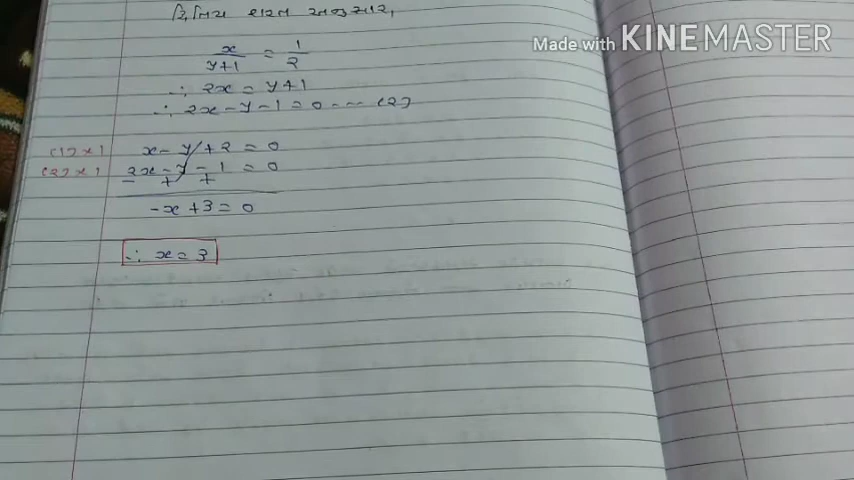 દ્વિતિય શરત અનુસાર,
x/y+1 = 1/2
∴ 2x = y+1
∴ 2x-y-1=0 --- (2)
(1)×1 x-y+2=0
(2)×1 2x-y-1=0
- + +
-x+3=0
∴ x=3
Made with KINEMASTER